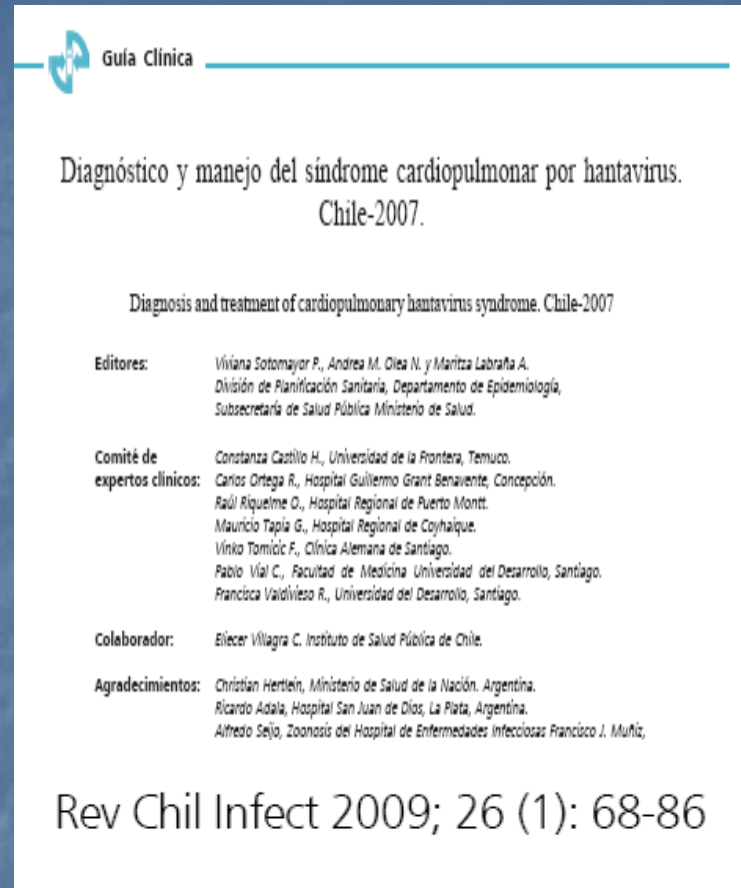 Guía Clínica
Diagnóstico y manejo del síndrome cardiopulmonar por hantavirus.
Chile-2007.
Diagnosis and treatment of cardiopulmonary hantavirus syndrome. Chile-2007
Editores: Viviana Sotomayor P., Andrea M. Olea N. y Maritza Labraña A.
División de Planificación Sanitaria, Departamento de Epidemiología,
Subsecretaría de Salud Pública Ministerio de Salud.
Comité de Constanza Castillo H., Universidad de la Frontera, Temuco.
expertos clínicos: Carlos Ortega R., Hospital Guillermo Grant Benavente, Concepción.
Raúl Riquelme O., Hospital Regional de Puerto Montt.
Mauricio Tapia G., Hospital Regional de Coyhaique.
Vinko Tomicic F., Clínica Alemana de Santiago.
Pablo Vial C., Facultad de Medicina Universidad del Desarrollo, Santiago.
Francisca Valdivieso R., Universidad del Desarrollo, Santiago.
Colaborador: Eliecer Villagra C. Instituto de Salud Pública de Chile.
Agradecimientos: Christian Hertlein, Ministerio de Salud de la Nación. Argentina.
Ricardo Adala, Hospital San Juan de Dios, La Plata, Argentina.
Alfredo Seijo, Zoonosis del Hospital de Enfermedades Infecciosas Francisco J. Muñiz,
Rev Chil Infect 2009; 26 (1): 68-86